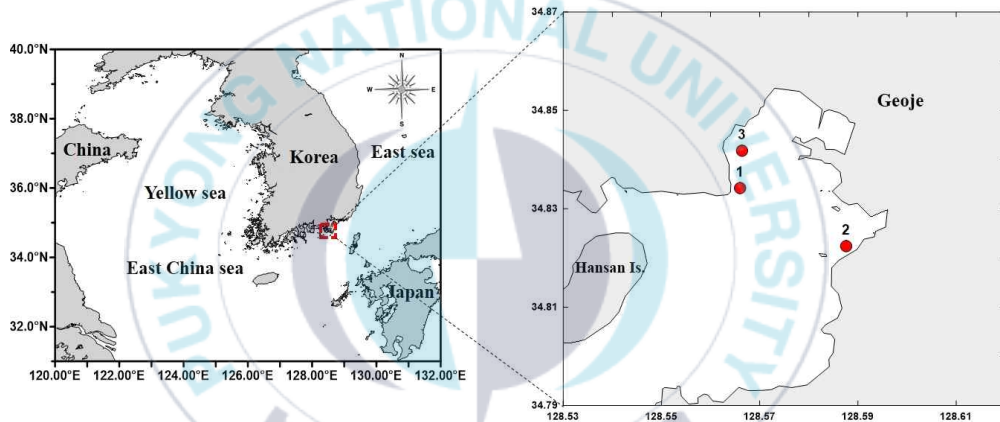 40.0°N
38.0°N
36.0°N
34.0°N
32.0°N
120.00°E
122.00°E
124.00°E
126.00°E
128.00°E
130.00°E
132.00°E
China
Korea
East sea
Yellow sea
East China sea
Japan
N
W
E
S
34.87
34.85
34.83
34.81
34.79
128.53
128.55
128.57
128.59
128.61
Geoje
3
1
2
Hansan Is.
PUKYONG NATIONAL UNIVERSITY